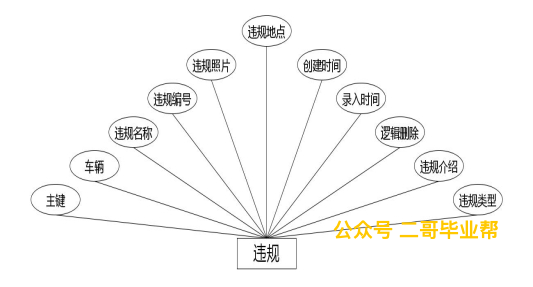 违规地点
违规照片
创建时间
违规编号
录入时间
违规名称
逻辑删除
车辆
违规介绍
主键
违规类型
公众号 二哥毕业帮
违规